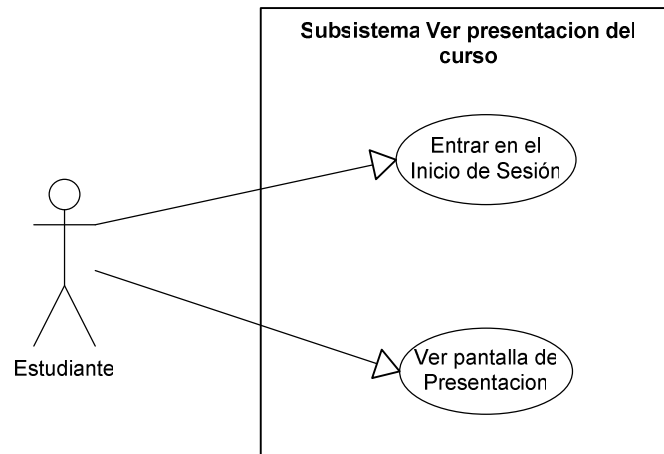 Subsistema Ver presentacion del
curso
Entrar en el
Inicio de Sesión
Estudiante
Ver pantalla de
Presentacion